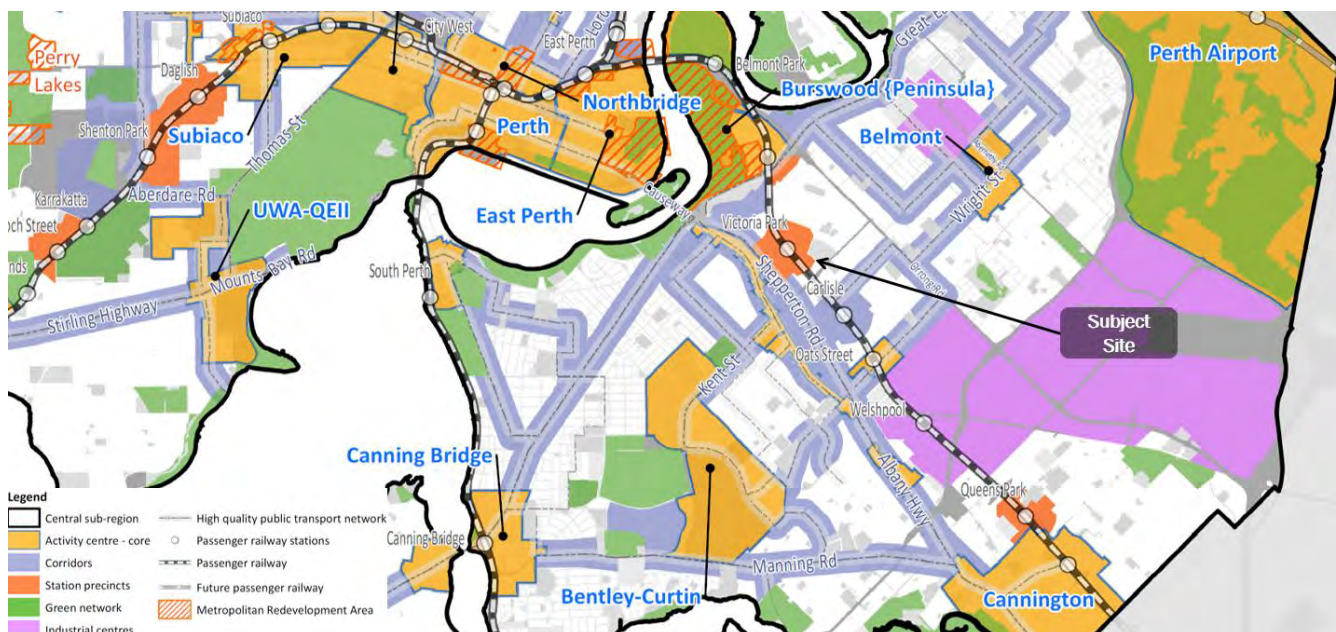 Subiaco
City West
East Perth
Great
Perry
Lakes
Daglish
Belmont Park
Perth Airport
Northbridge
Burswood {Peninsula}
Shenton Park
Subiaco
Thomas St
Perth
Belmont
Karrakatta
Aberdare Rd
Causeway
Wright St
UWA-QEII
East Perth
Victoria Park
Mounts Bay Rd
South Perth
Shepperton Rd
Carlisle
Orrong Rd
Stirling Highway
Subject
Site
Oats Street
Kent St
Welshpool
Canning Bridge
Albany Hwy
Queens Park
Legend
Central sub-region
Activity centre - core
Corridors
Station precincts
Green network
Industrial centres
High quality public transport network
Passenger railway stations
Passenger railway
Future passenger railway
Metropolitan Redevelopment Area
Canning Bridge
Manning Rd
Bentley-Curtin
Cannington